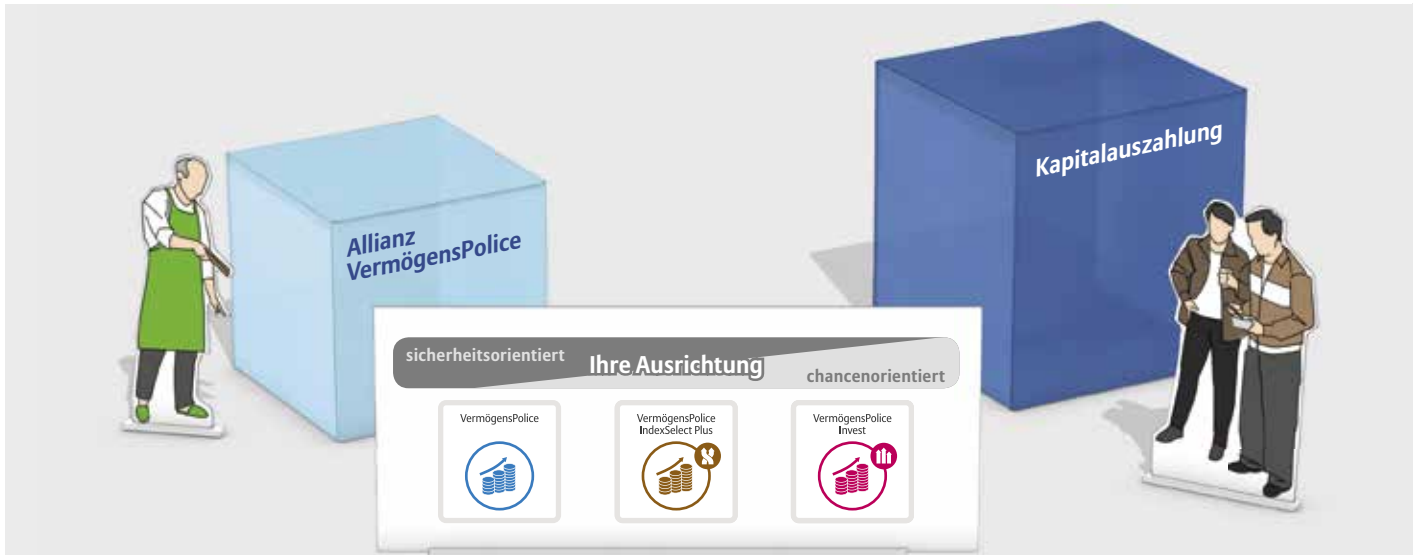 Allianz
VermögensPolice
Kapitalauszahlung
sicherheitsorientiert
Ihre Ausrichtung
chancenorientiert
VermögensPolice
VermögensPolice
IndexSelect Plus
VermögensPolice
Invest